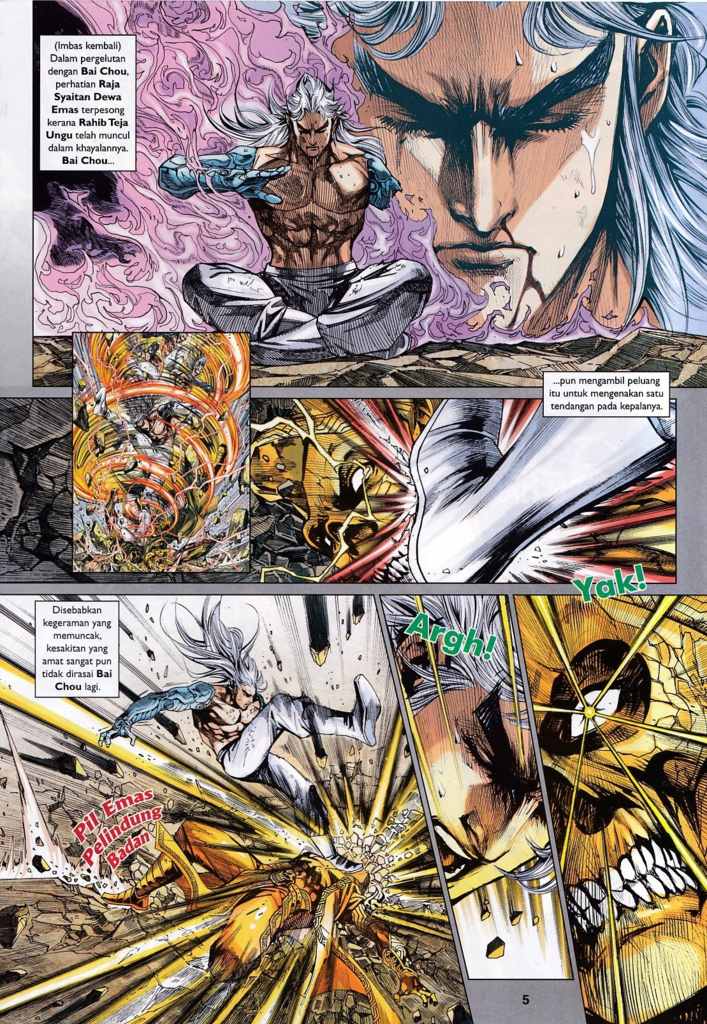 (Imbas kembali)
Dalam pergelutan
dengan Bai Chou,
perhatian Raja
Syaitan Dewa
Emas terpesong
kerana Rahib Teja
Ungu telah muncul
dalam khayalannya.
Bai Chou...
...pun mengambil peluang
itu untuk mengenakan satu
tendangan pada kepalanya.
Disebabkan
kegeraman yang
memuncak,
kesakitan yang
amat sangat pun
tidak dirasai Bai
Chou lagi.
Pil Emas
Pelindung
Badan
Argh!
Yak!
5